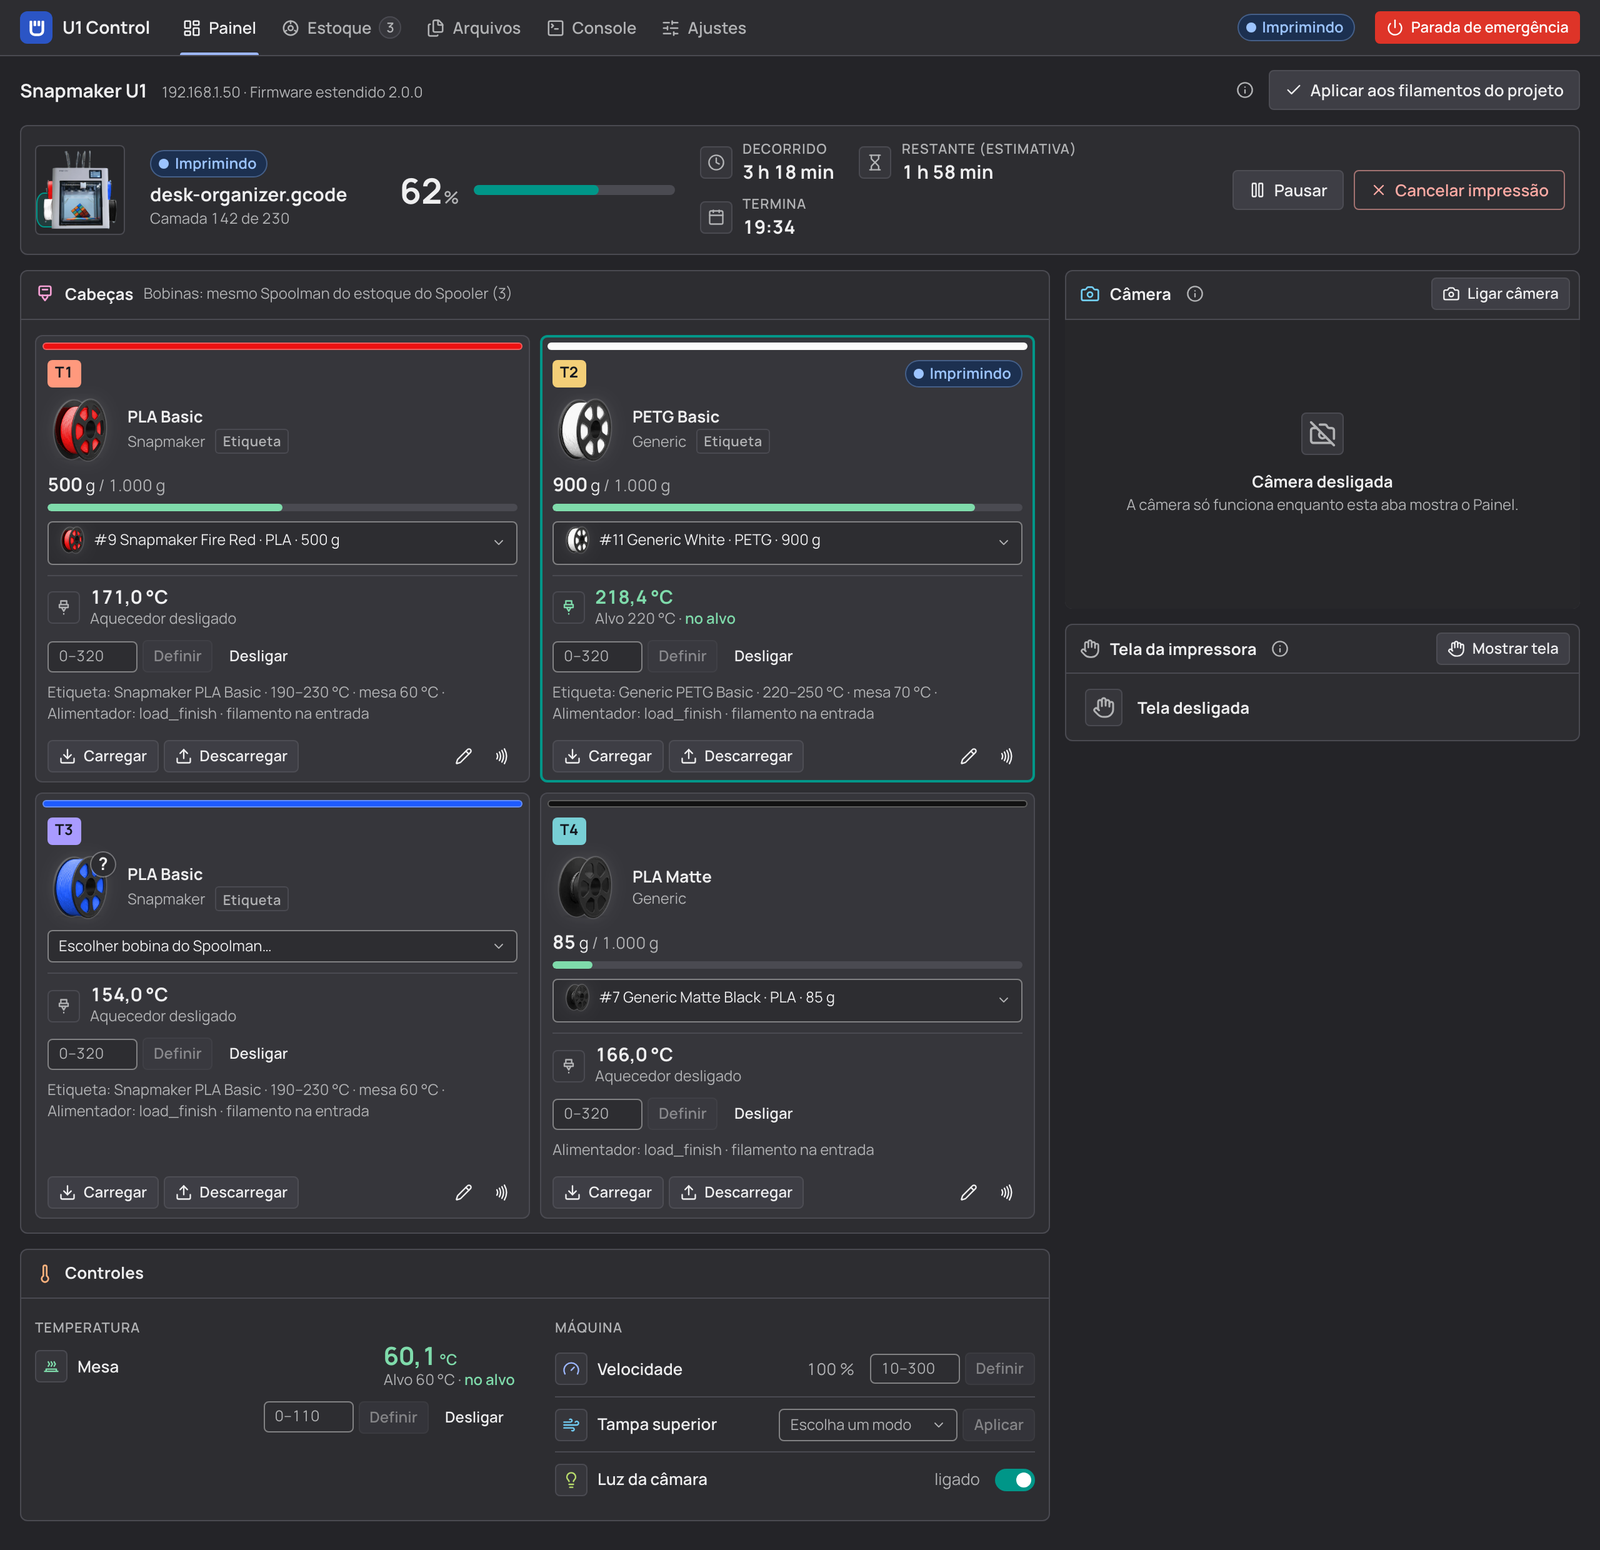 U1 Control
Painel
Estoque 3
Arquivos
Console
Ajustes
Imprimindo
Parada de emergência
Snapmaker U1
192.168.1.50 · Firmware estendido 2.0.0
Aplicar aos filamentos do projeto
Imprimindo
desk-organizer.gcode
Camada 142 de 230
62%
DECORRIDO
3 h 18 min
RESTANTE (ESTIMATIVA)
1 h 58 min
TERMINA
19:34
Pausar
Cancelar impressão
Cabeças
Bobinas: mesmo Spoolman do estoque do Spooler (3)
T1
PLA Basic
Snapmaker Etiqueta
500 g / 1.000 g
#9 Snapmaker Fire Red · PLA · 500 g
171,0 °C
Aquecedor desligado
0–320 Definir Desligar
Etiqueta: Snapmaker PLA Basic · 190–230 °C · mesa 60 °C ·
Alimentador: load_finish · filamento na entrada
Carregar Descarregar
T2
Imprimindo
PETG Basic
Generic Etiqueta
900 g / 1.000 g
#11 Generic White · PETG · 900 g
218,4 °C
Alvo 220 °C · no alvo
0–320 Definir Desligar
Etiqueta: Generic PETG Basic · 220–250 °C · mesa 70 °C ·
Alimentador: load_finish · filamento na entrada
Carregar Descarregar
T3
?
PLA Basic
Snapmaker Etiqueta
Escolher bobina do Spoolman...
154,0 °C
Aquecedor desligado
0–320 Definir Desligar
Etiqueta: Snapmaker PLA Basic · 190–230 °C · mesa 60 °C ·
Alimentador: load_finish · filamento na entrada
Carregar Descarregar
T4
PLA Matte
Generic
85 g / 1.000 g
#7 Generic Matte Black · PLA · 85 g
166,0 °C
Aquecedor desligado
0–320 Definir Desligar
Alimentador: load_finish · filamento na entrada
Carregar Descarregar
Câmera
Ligar câmera
Câmera desligada
A câmera só funciona enquanto esta aba mostra o Painel.
Tela da impressora
Mostrar tela
Tela desligada
Controles
TEMPERATURA
Mesa
60,1 °C
Alvo 60 °C · no alvo
0–110 Definir Desligar
MÁQUINA
Velocidade 100 % 10–300 Definir
Tampa superior Escolha um modo Aplicar
Luz da câmara ligado